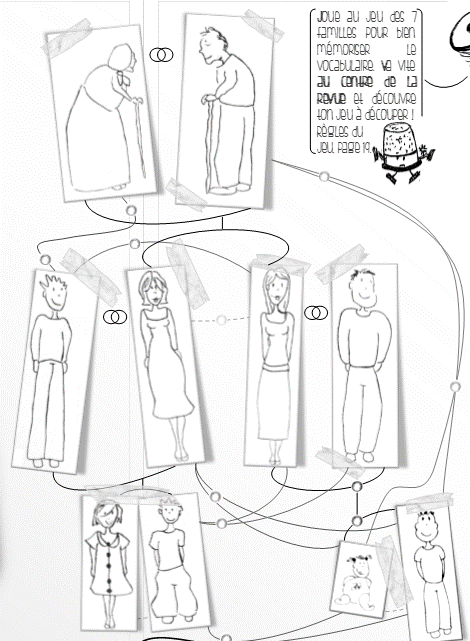 Joue au jeu des 7
familles pour bien
mémoriser le
vocabulaire. Va vite
au centre de la
revue et découvre
ton jeu à découper !
Règles du
jeu, page 19.